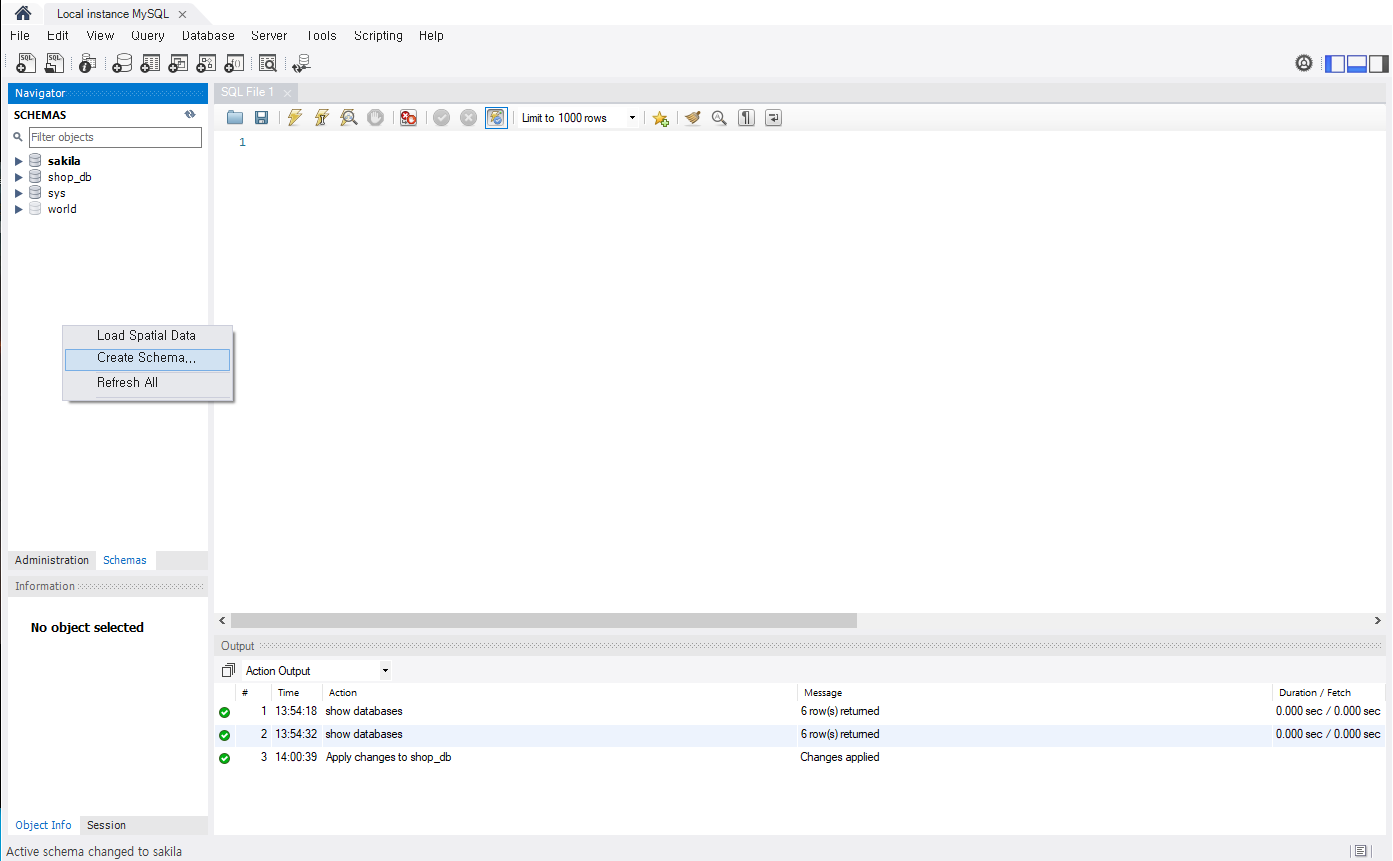 Local instance MySQL
File Edit View Query Database Server Tools Scripting Help
Navigator
SCHEMAS
Filter objects
sakila
shop_db
sys
world
Load Spatial Data
Create Schema...
Refresh All
Administration Schemas
Information
No object selected
Object Info Session
SQL File 1
Limit to 1000 rows
1
Output
Action Output
# Time Action Message Duration / Fetch
1 13:54:18 show databases 6 row(s) returned 0.000 sec / 0.000 sec
2 13:54:32 show databases 6 row(s) returned 0.000 sec / 0.000 sec
3 14:00:39 Apply changes to shop_db Changes applied
Active schema changed to sakila